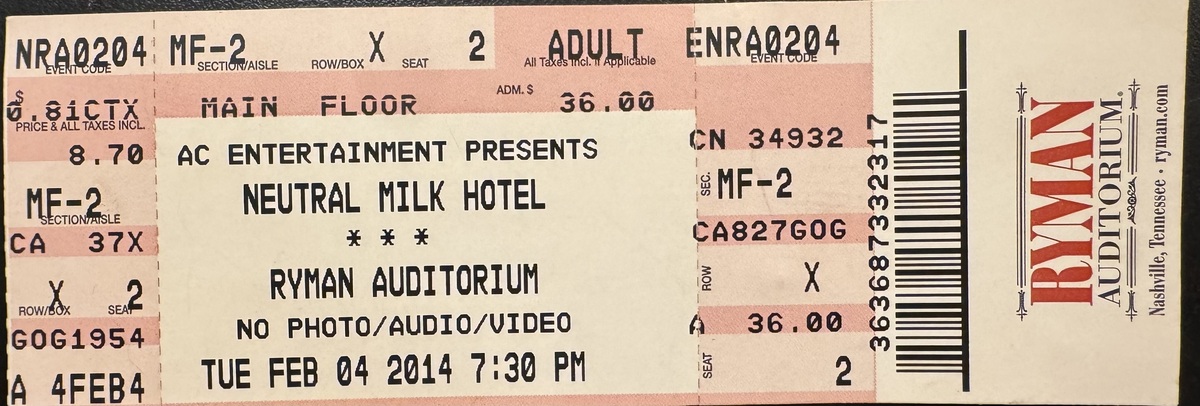 NRA0204
EVENT CODE
$
0.81CTX
PRICE & ALL TAXES INCL.
8.70
MF-2
SECTION/AISLE
CA 37X
X 2
ROW/BOX SEAT
GOG1954
A 4FEB4
MF-2 X 2 ADULT
SECTION/AISLE ROW/BOX SEAT All Taxes Incl. If Applicable
MAIN FLOOR ADM. $ 36.00
AC ENTERTAINMENT PRESENTS
NEUTRAL MILK HOTEL
* * *
RYMAN AUDITORIUM
NO PHOTO/AUDIO/VIDEO
TUE FEB 04 2014 7:30 PM
ENRA0204
EVENT CODE
CN 34932
SEC. MF-2
CA827GOG
ROW X
A 36.00
SEAT 2
363687332317
RYMAN
AUDITORIUM®
Nashville, Tennessee • ryman.com